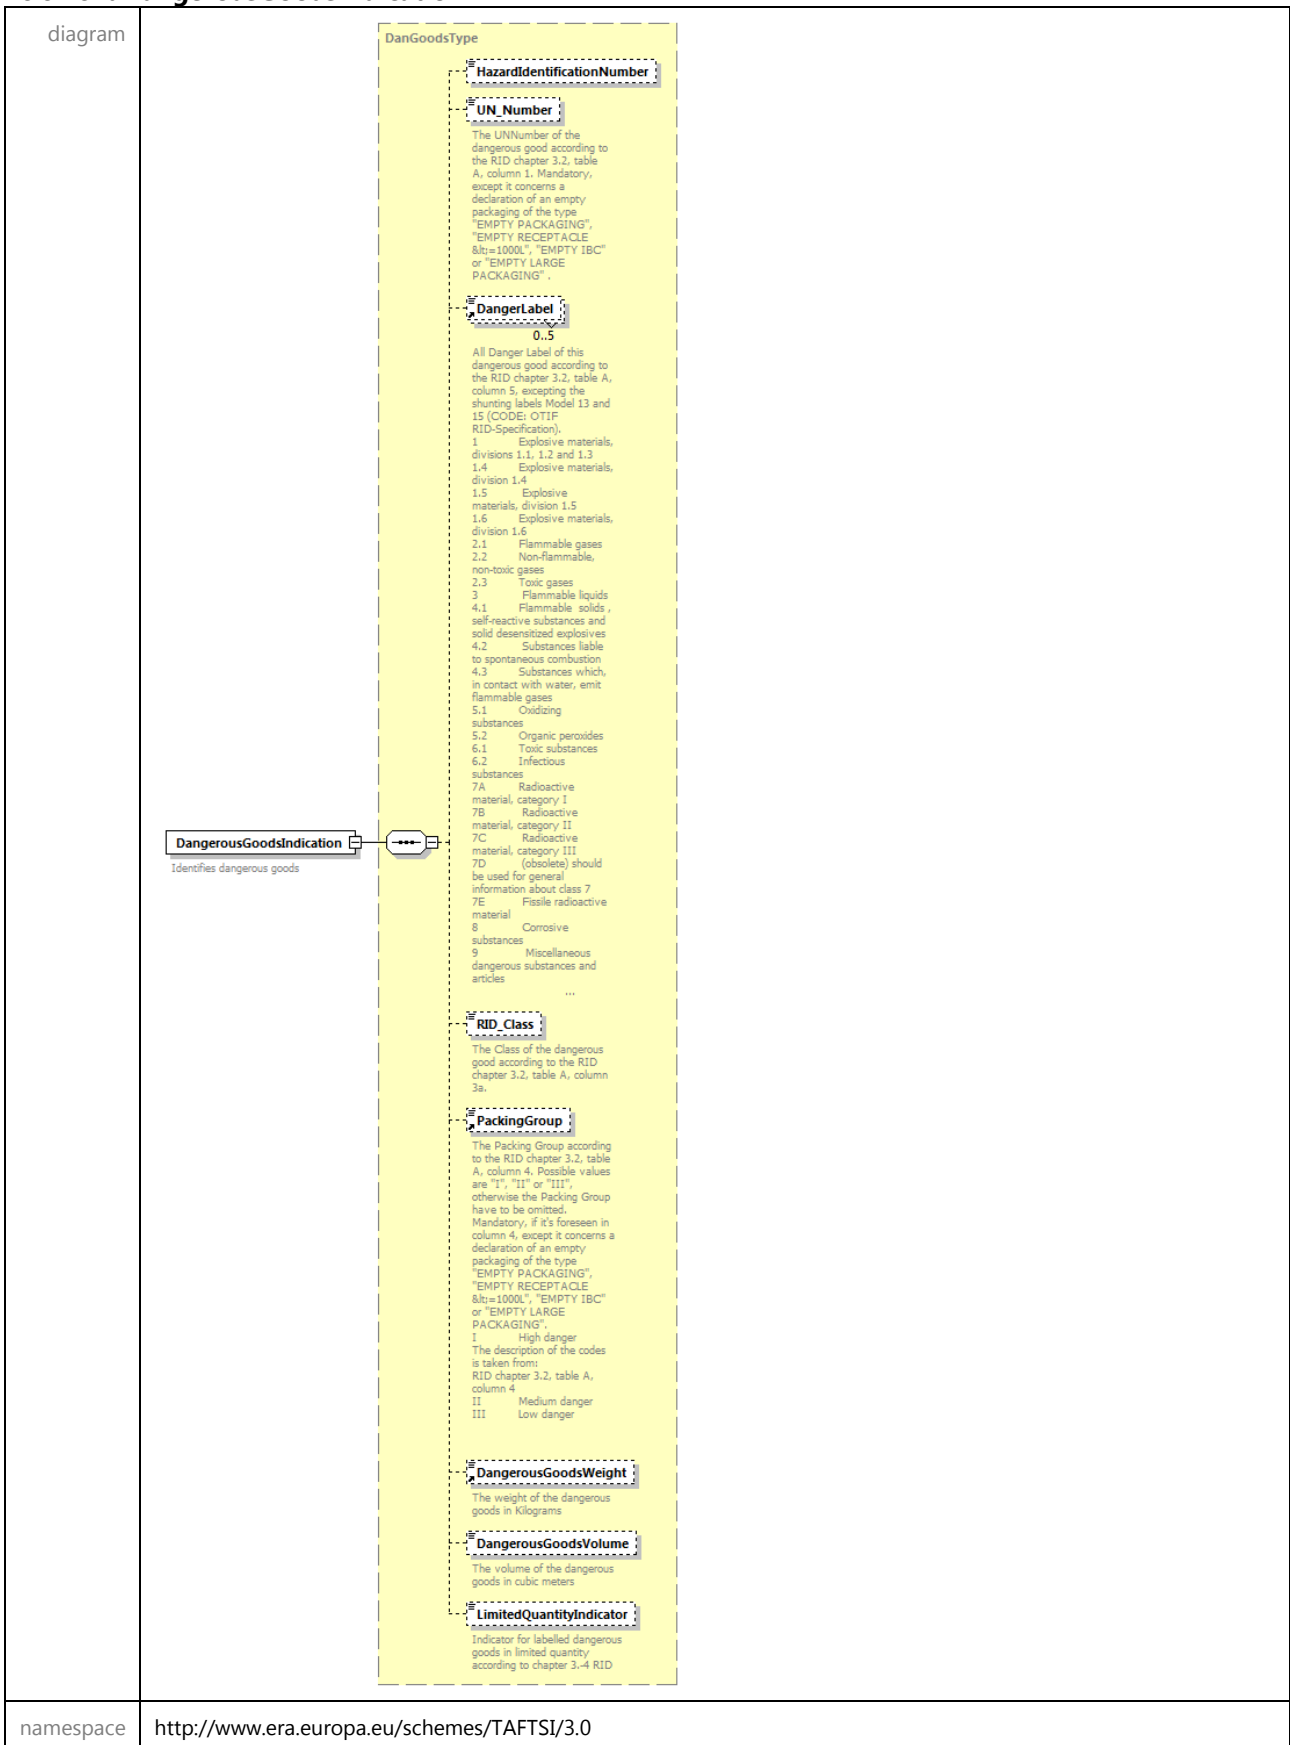 diagram
DanGoodsType
HazardIdentificationNumber
UN_Number
The UNNumber of the
dangerous good according to
the RID chapter 3.2, table
A, column 1. Mandatory,
except it concerns a
declaration of an empty
packaging of the type
"EMPTY PACKAGING",
"EMPTY RECEPTACLE
&lt;=1000L", "EMPTY IBC"
or "EMPTY LARGE
PACKAGING" .
DangerLabel
0..5
All Danger Label of this
dangerous good according to
the RID chapter 3.2, table A,
column 5, excepting the
shunting labels Model 13 and
15 (CODE: OTIF
RID-Specification).
1 Explosive materials,
divisions 1.1, 1.2 and 1.3
1.4 Explosive materials,
division 1.4
1.5 Explosive
materials, division 1.5
1.6 Explosive materials,
division 1.6
2.1 Flammable gases
2.2 Non-flammable,
non-toxic gases
2.3 Toxic gases
3 Flammable liquids
4.1 Flammable solids ,
self-reactive substances and
solid desensitized explosives
4.2 Substances liable
to spontaneous combustion
4.3 Substances which,
in contact with water, emit
flammable gases
5.1 Oxidizing
substances
5.2 Organic peroxides
6.1 Toxic substances
6.2 Infectious
substances
7A Radioactive
material, category I
7B Radioactive
material, category II
7C Radioactive
material, category III
7D (obsolete) should
be used for general
information about class 7
7E Fissile radioactive
material
8 Corrosive
substances
9 Miscellaneous
dangerous substances and
articles
...
DangerousGoodsIndication
Identifies dangerous goods
RID_Class
The Class of the dangerous
good according to the RID
chapter 3.2, table A, column
3a.
PackingGroup
The Packing Group according
to the RID chapter 3.2, table
A, column 4. Possible values
are "I", "II" or "III",
otherwise the Packing Group
have to be omitted.
Mandatory, if it's foreseen in
column 4, except it concerns a
declaration of an empty
packaging of the type
"EMPTY PACKAGING",
"EMPTY RECEPTACLE
&lt;=1000L", "EMPTY IBC"
or "EMPTY LARGE
PACKAGING".
I High danger
The description of the codes
is taken from:
RID chapter 3.2, table A,
column 4
II Medium danger
III Low danger
DangerousGoodsWeight
The weight of the dangerous
goods in Kilograms
DangerousGoodsVolume
The volume of the dangerous
goods in cubic meters
LimitedQuantityIndicator
Indicator for labelled dangerous
goods in limited quantity
according to chapter 3.-4 RID
namespace http://www.era.europa.eu/schemes/TAFTSI/3.0